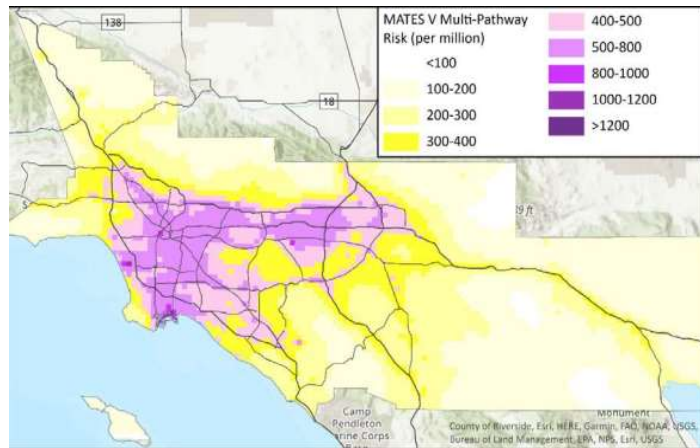 MATES V Multi-Pathway
Risk (per million)
<100
100-200
200-300
300-400
400-500
500-800
800-1000
1000-1200
>1200
138
18
Camp
Pendleton
Marine Corps
Monument
County of Riverside, Esri, HERE, Garmin, FAO, NOAA, USGS
Bureau of Land Management, EPA, NPS, Esri, USGS